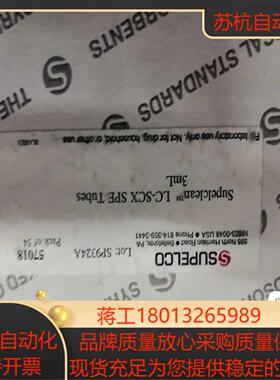 苏杭自动化
THE SYM
SORBENTS
For laboratory use only. Not for drug, household, or other use.
SUPELCO
595 North Harrison Road • Bellefonte, PA
16823-0048 USA • Phone 814-359-3441
Supelclean™ LC-SCX SPE Tubes
3mL
57018 Lot: SP9324A
Pack of 54
自动化
开票
蒋工18013265989
品牌质量放心采购质量保
现货充足为您提供稳定的